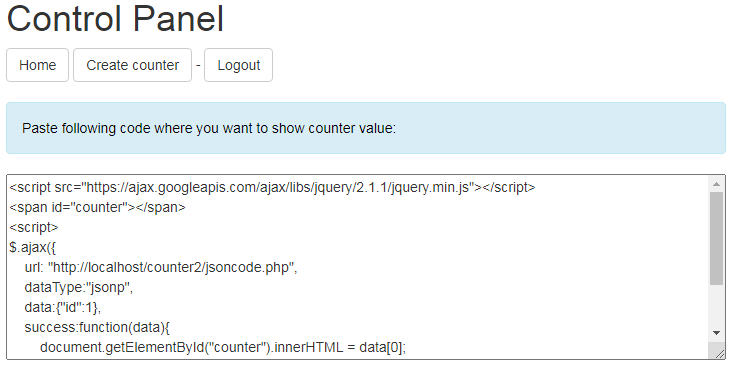 Control Panel
Home Create counter - Logout
Paste following code where you want to show counter value:
<script src="https://ajax.googleapis.com/ajax/libs/jquery/2.1.1/jquery.min.js"></script>
<span id="counter"></span>
<script>
$.ajax({
    url: "http://localhost/counter2/jsoncode.php",
    dataType:"jsonp",
    data:{"id":1},
    success:function(data){
        document.getElementById("counter").innerHTML = data[0];